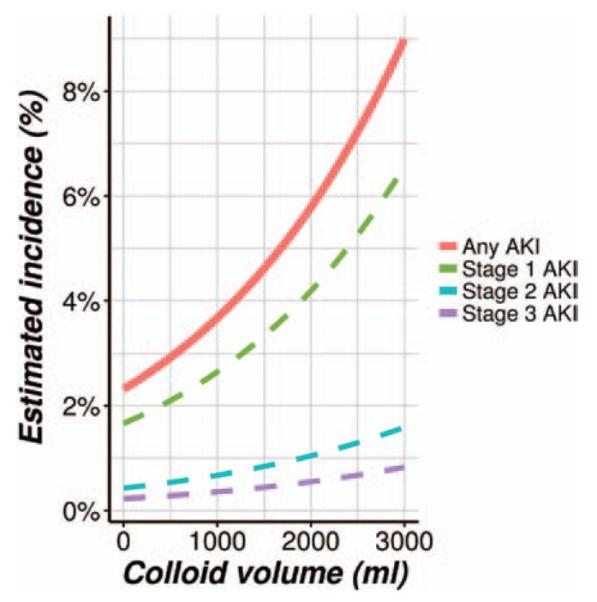 Estimated incidence (%)
8%
6%
4%
2%
0%
0 1000 2000 3000
Colloid volume (ml)
Any AKI
Stage 1 AKI
Stage 2 AKI
Stage 3 AKI